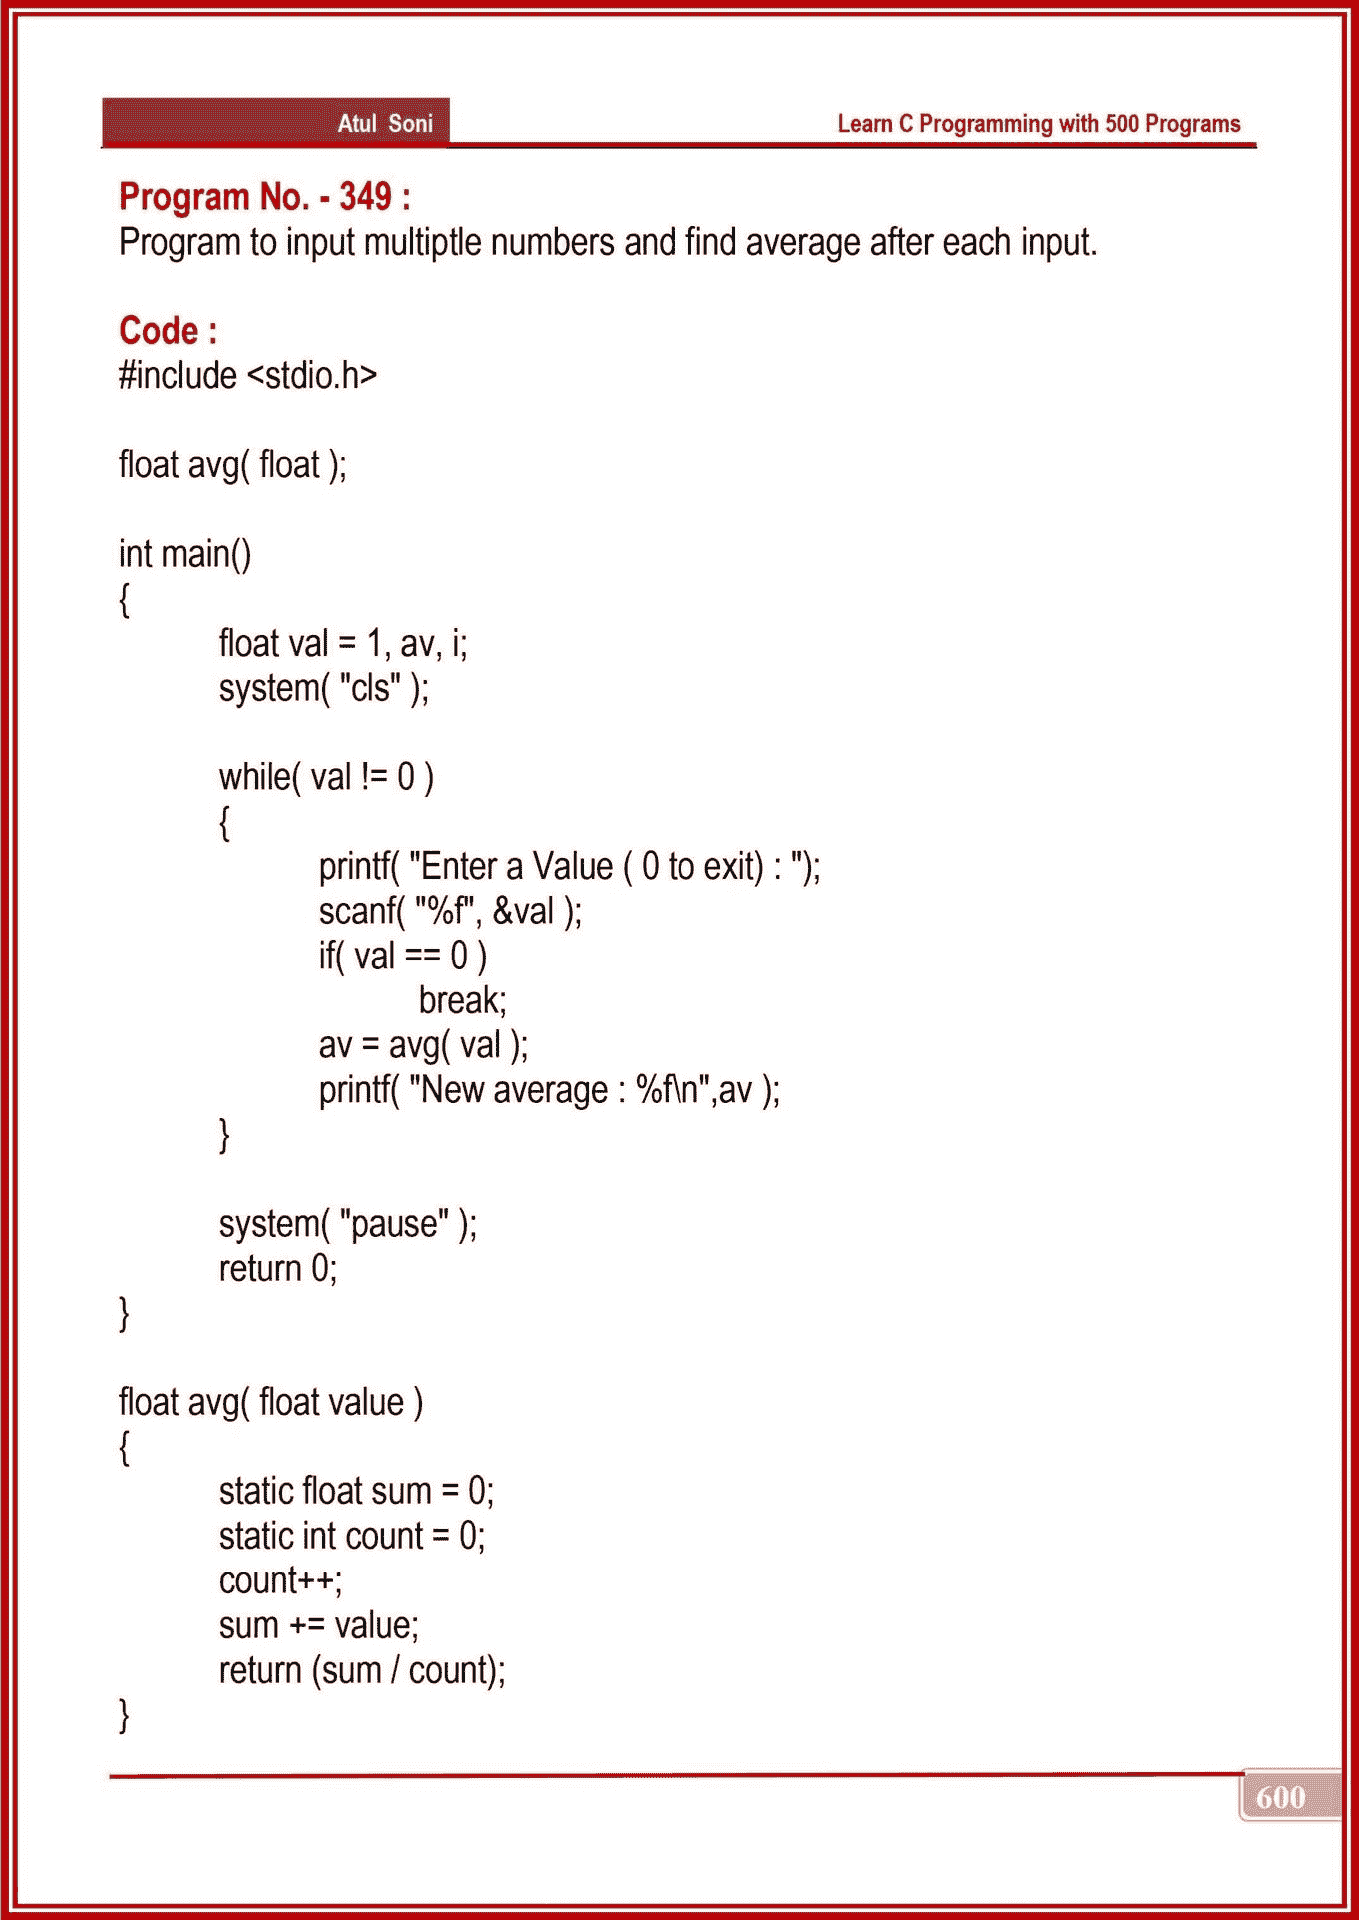 Atul Soni
Learn C Programming with 500 Programs
Program No. - 349 :
Program to input multiptle numbers and find average after each input.
Code :
#include <stdio.h>
float avg( float );
int main()
{
float val = 1, av, i;
system( "cls" );
while( val != 0 )
{
printf( "Enter a Value ( 0 to exit) : ");
scanf( "%f", &val );
if( val == 0 )
break;
av = avg( val );
printf( "New average : %f\n",av );
}
system( "pause" );
return 0;
}
float avg( float value )
{
static float sum = 0;
static int count = 0;
count++;
sum += value;
return (sum / count);
}
600